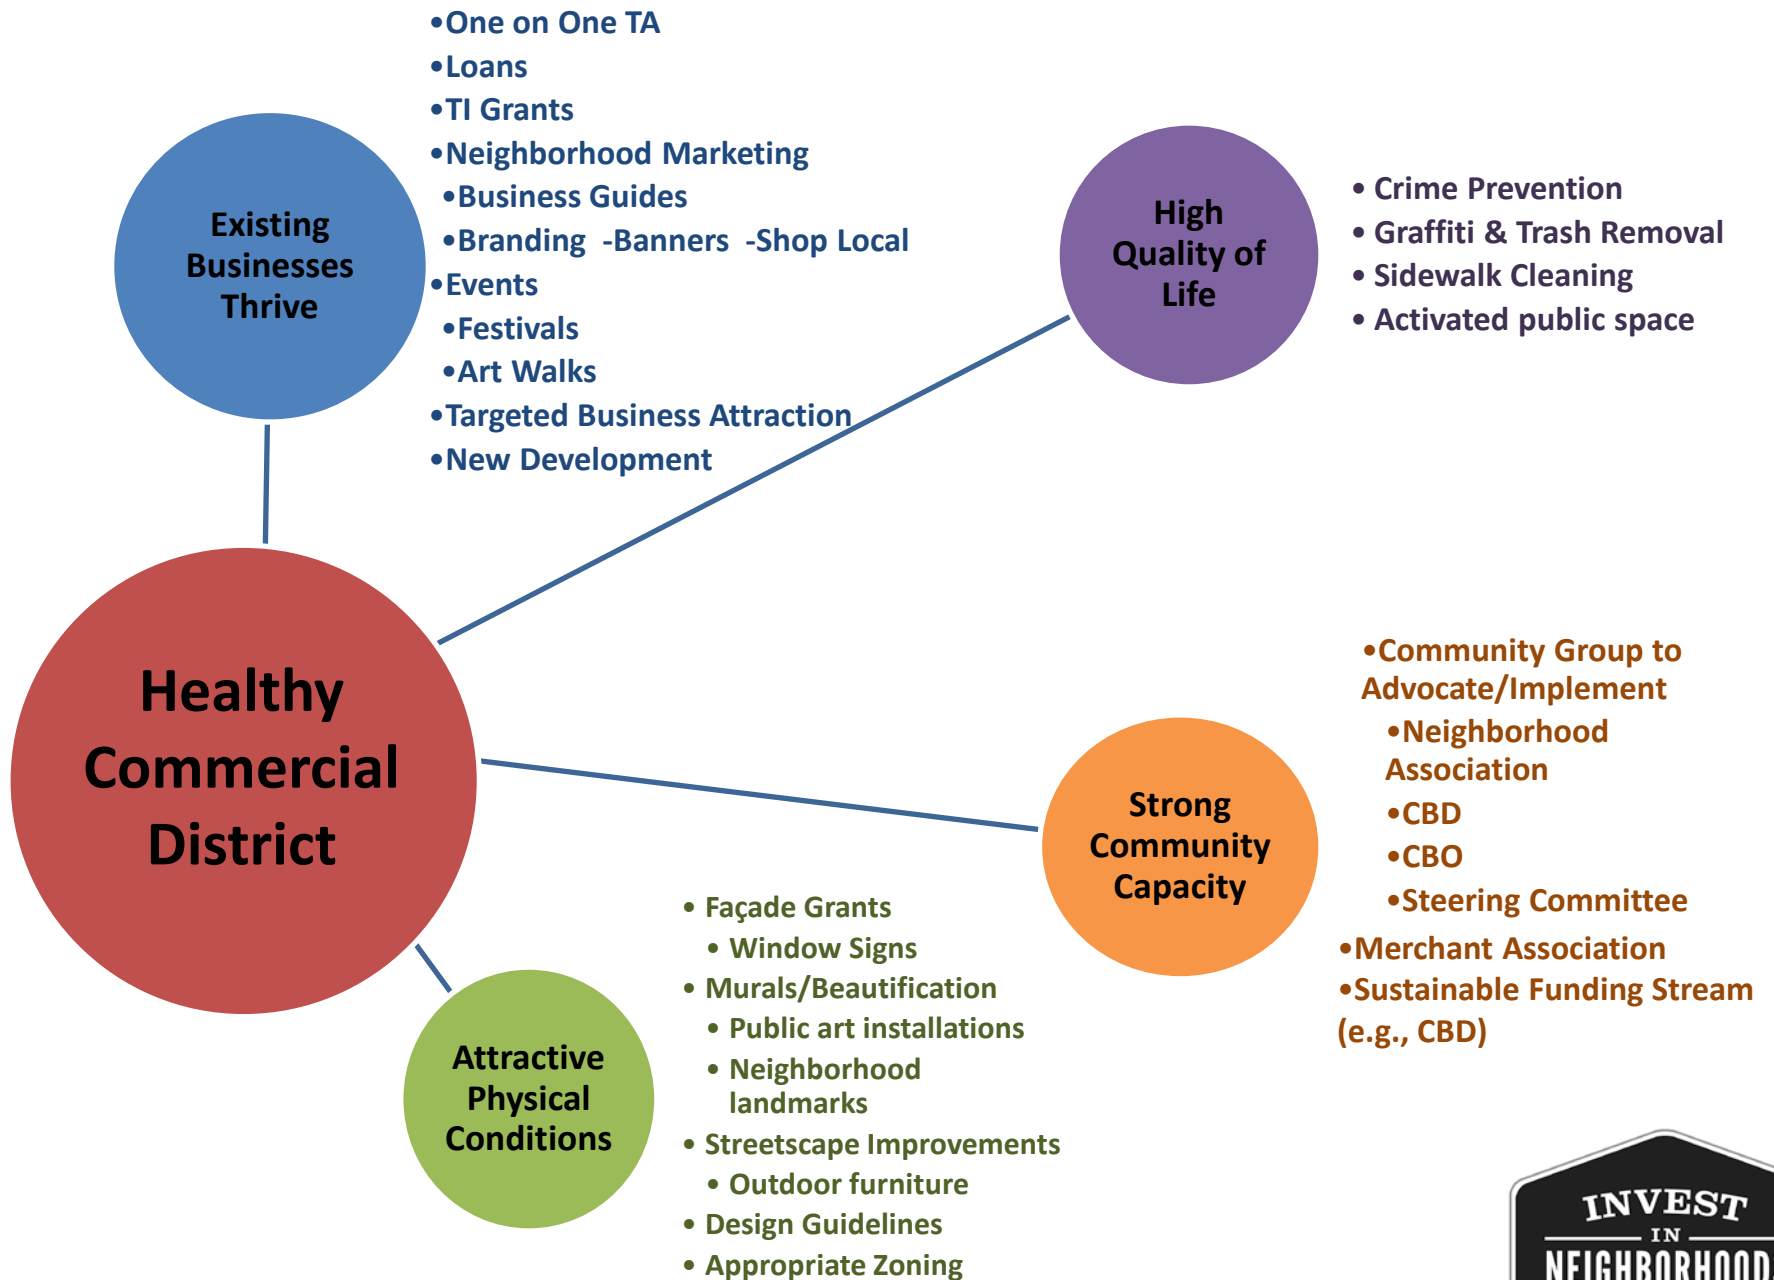 •One on One TA
•Loans
•TI Grants
•Neighborhood Marketing
•Business Guides
•Branding -Banners -Shop Local
•Events
•Festivals
•Art Walks
•Targeted Business Attraction
•New Development
Existing
Businesses
Thrive
High
Quality of
Life
• Crime Prevention
• Graffiti & Trash Removal
• Sidewalk Cleaning
• Activated public space
Healthy
Commercial
District
Strong
Community
Capacity
•Community Group to
Advocate/Implement
•Neighborhood
Association
•CBD
•CBO
•Steering Committee
•Merchant Association
•Sustainable Funding Stream
(e.g., CBD)
Attractive
Physical
Conditions
• Façade Grants
• Window Signs
• Murals/Beautification
• Public art installations
• Neighborhood
landmarks
• Streetscape Improvements
• Outdoor furniture
• Design Guidelines
• Appropriate Zoning
INVEST
IN
NEIGHBORHOOD